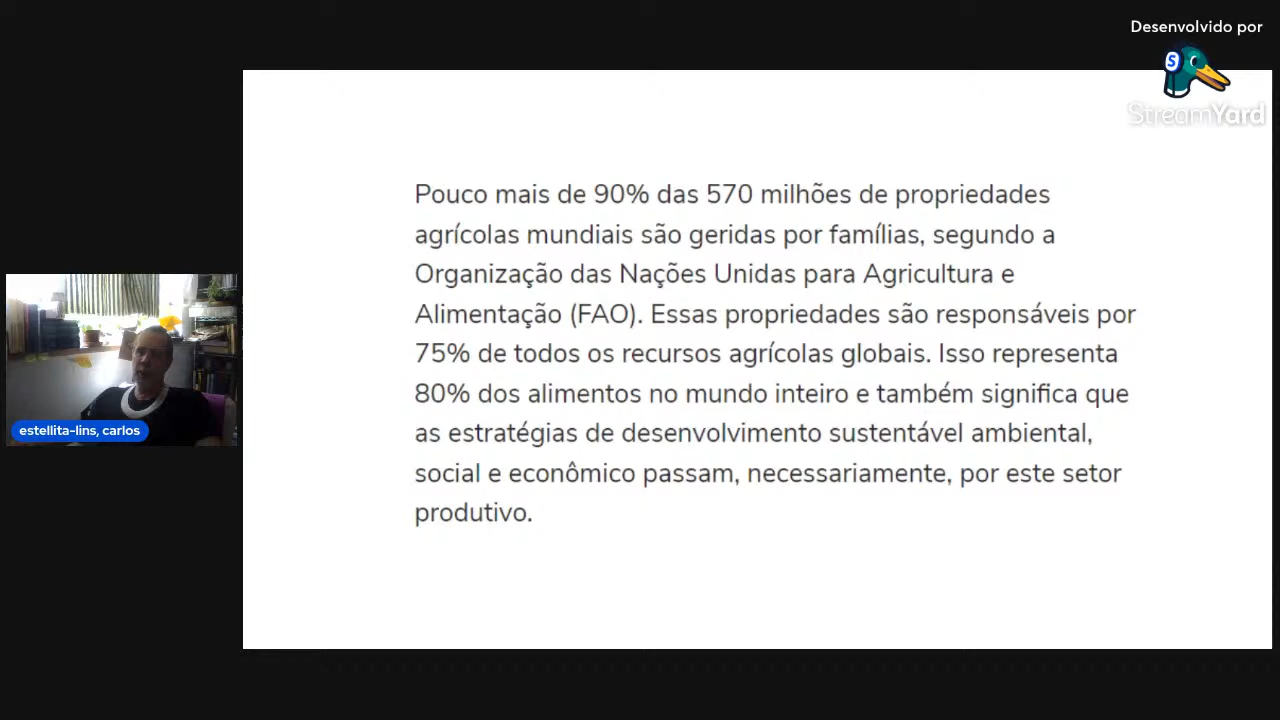 Desenvolvido por
S
StreamYard
Pouco mais de 90% das 570 milhões de propriedades
agrícolas mundiais são geridas por famílias, segundo a
Organização das Nações Unidas para Agricultura e
Alimentação (FAO). Essas propriedades são responsáveis por
75% de todos os recursos agrícolas globais. Isso representa
80% dos alimentos no mundo inteiro e também significa que
as estratégias de desenvolvimento sustentável ambiental,
social e econômico passam, necessariamente, por este setor
produtivo.
estellita-lins, carlos